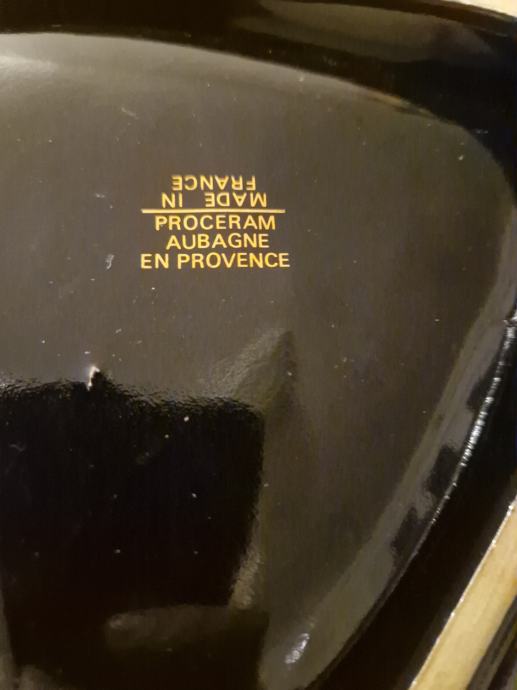 MADE IN
FRANCE
PROCERAM
AUBAGNE
EN PROVENCE